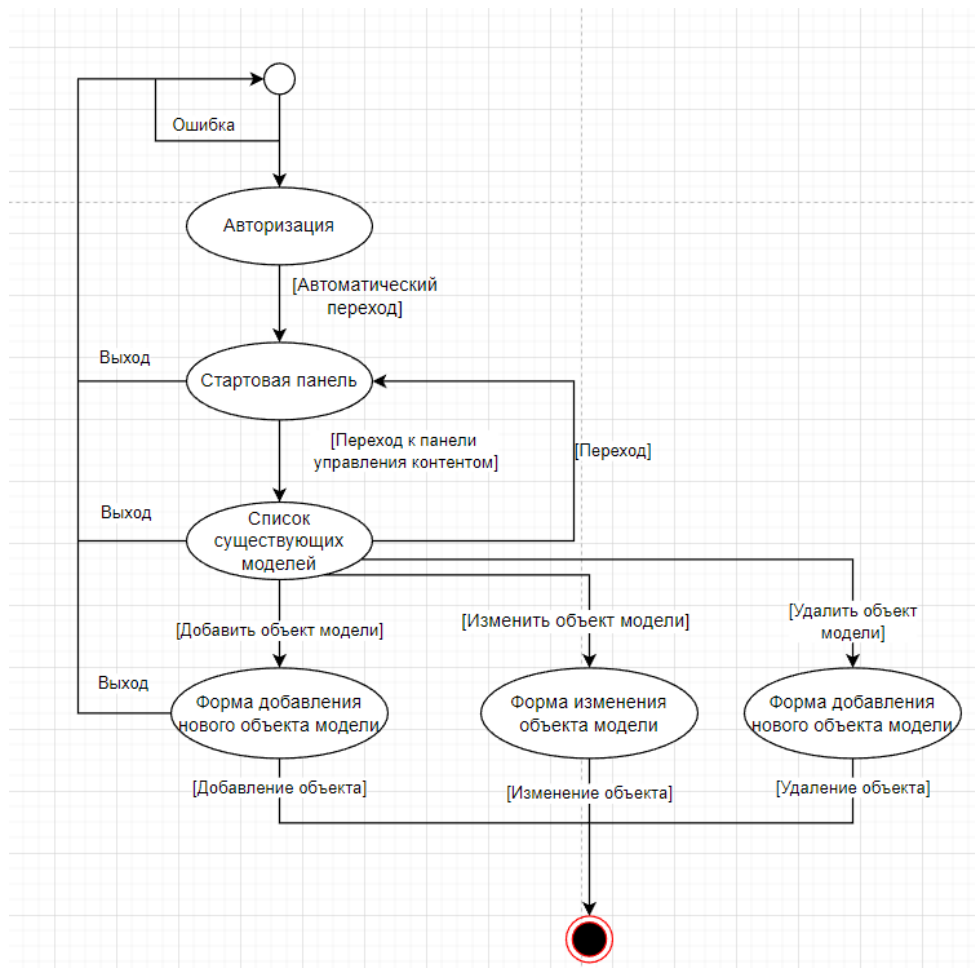 Ошибка
Авторизация
[Автоматический
переход]
Выход
Стартовая панель
[Переход к панели
управления контентом]
[Переход]
Выход
Список
существующих
моделей
[Добавить объект модели]
[Изменить объект модели]
[Удалить объект
модели]
Выход
Форма добавления
нового объекта модели
Форма изменения
объекта модели
Форма добавления
нового объекта модели
[Добавление объекта]
[Изменение объекта]
[Удаление объекта]